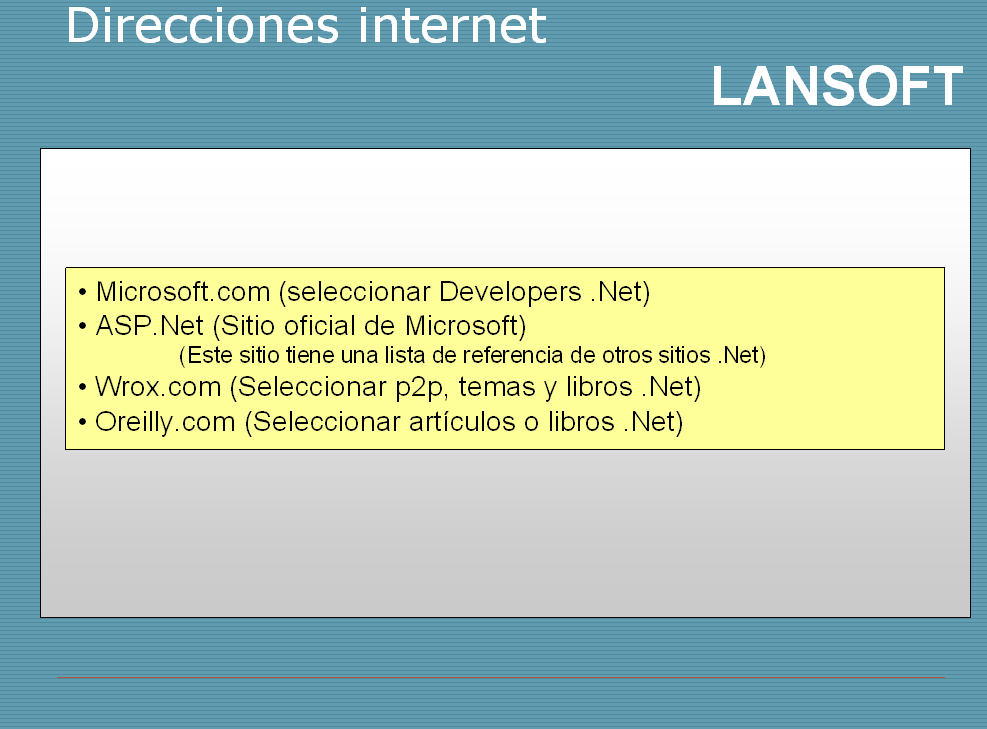 Direcciones internet
LANSOFT
• Microsoft.com (seleccionar Developers .Net)
• ASP.Net (Sitio oficial de Microsoft)
(Este sitio tiene una lista de referencia de otros sitios .Net)
• Wrox.com (Seleccionar p2p, temas y libros .Net)
• Oreilly.com (Seleccionar artículos o libros .Net)